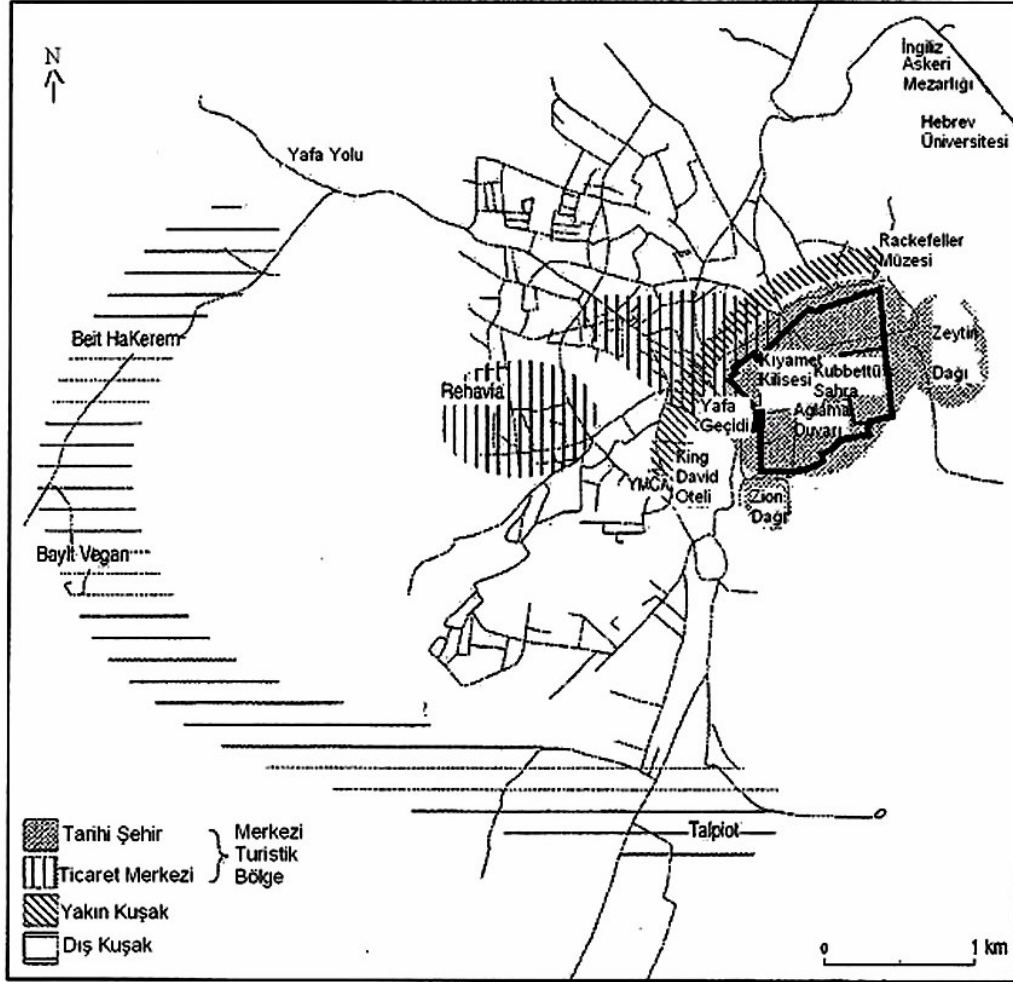 N
İngiliz
Askeri
Mezarlığı
Hebrev
Üniversitesi
Yafa Yolu
Rackefeller
Müzesi
Beit HaKerem
Zeytin
Dağı
Kıyamet
Kilisesi
Kubbettü
Sahra
Rehavia
Yafa
Geçidi
Ağlama
Duvarı
King
David
Oteli
YMCA
Zion
Dağı
Bayit Vegan
Talpiot
Tarihi Şehir
Ticaret Merkezi
Merkezi
Turistik
Bölge
Yakın Kuşak
Dış Kuşak
0 1 km